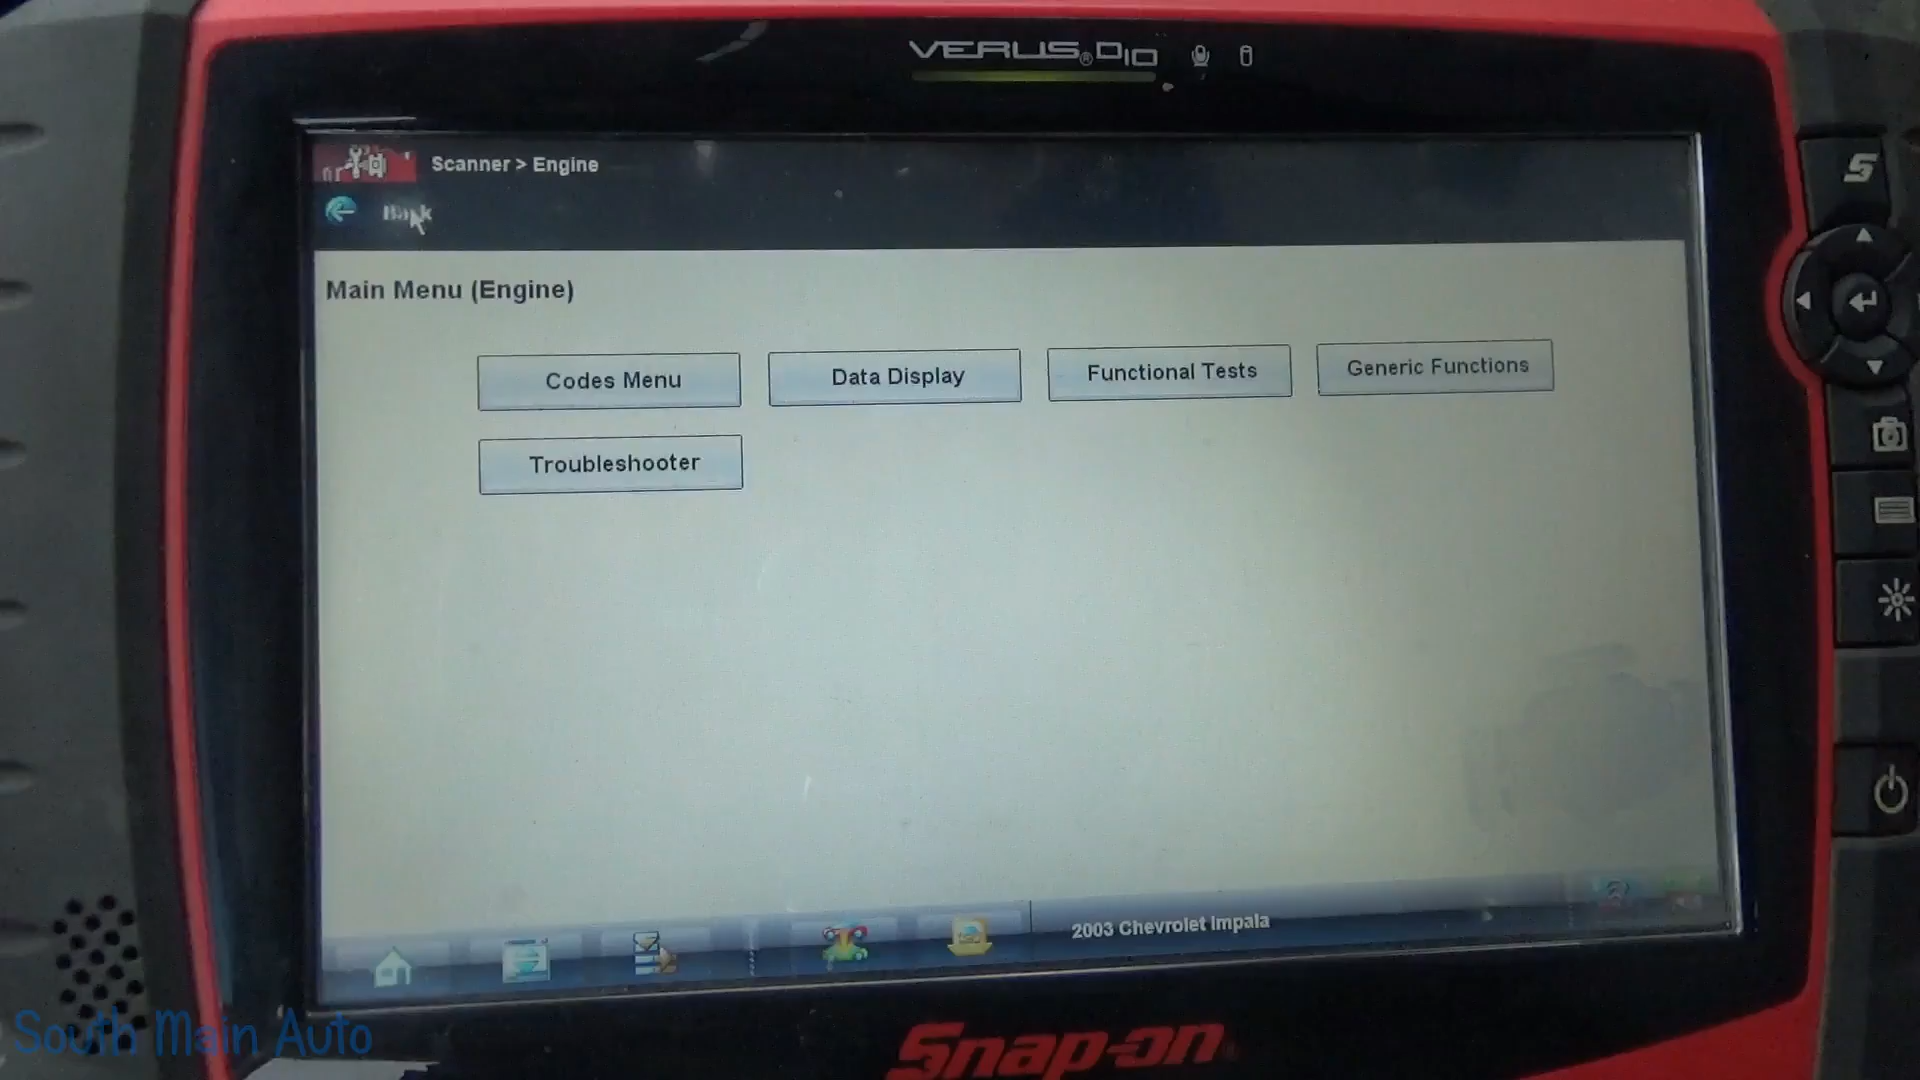 VERUS® D10
Scanner > Engine
Back
Main Menu (Engine)
Codes Menu
Data Display
Functional Tests
Generic Functions
Troubleshooter
2003 Chevrolet Impala
South Main Auto
Snap-on